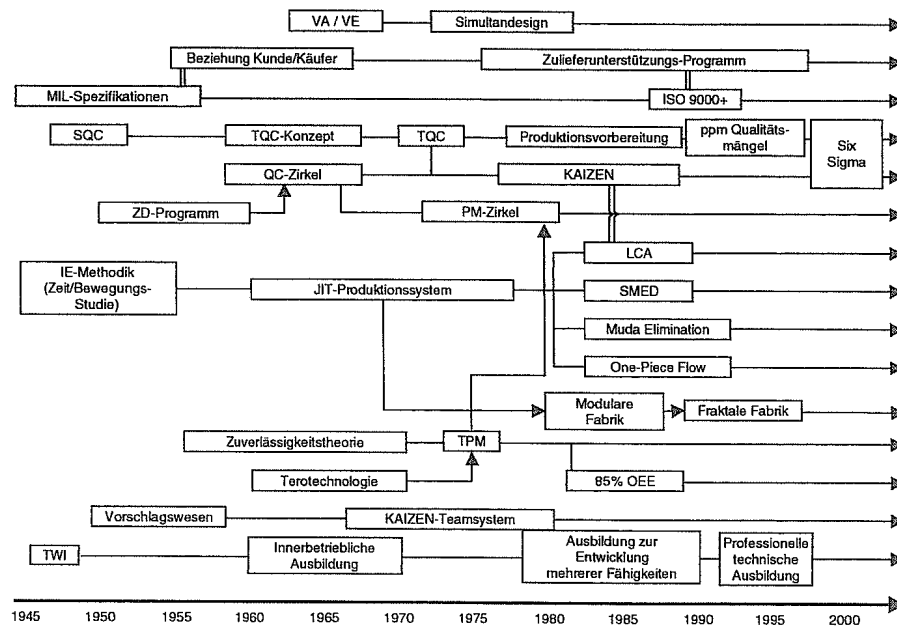 VA / VE
Simultandesign
Beziehung Kunde/Käufer
Zulieferunterstützungs-Programm
MIL-Spezifikationen
ISO 9000+
SQC
TQC-Konzept
TQC
Produktionsvorbereitung
ppm Qualitäts-
mängel
Six
Sigma
QC-Zirkel
KAIZEN
ZD-Programm
PM-Zirkel
LCA
IE-Methodik
(Zeit/Bewegungs-
Studie)
JIT-Produktionssystem
SMED
Muda Elimination
One-Piece Flow
Modulare
Fabrik
Fraktale Fabrik
Zuverlässigkeitstheorie
TPM
Terotechnologie
85% OEE
Vorschlagswesen
KAIZEN-Teamsystem
TWI
Innerbetriebliche
Ausbildung
Ausbildung zur
Entwicklung
mehrerer Fähigkeiten
Professionelle
technische
Ausbildung
1945 1950 1955 1960 1965 1970 1975 1980 1985 1990 1995 2000